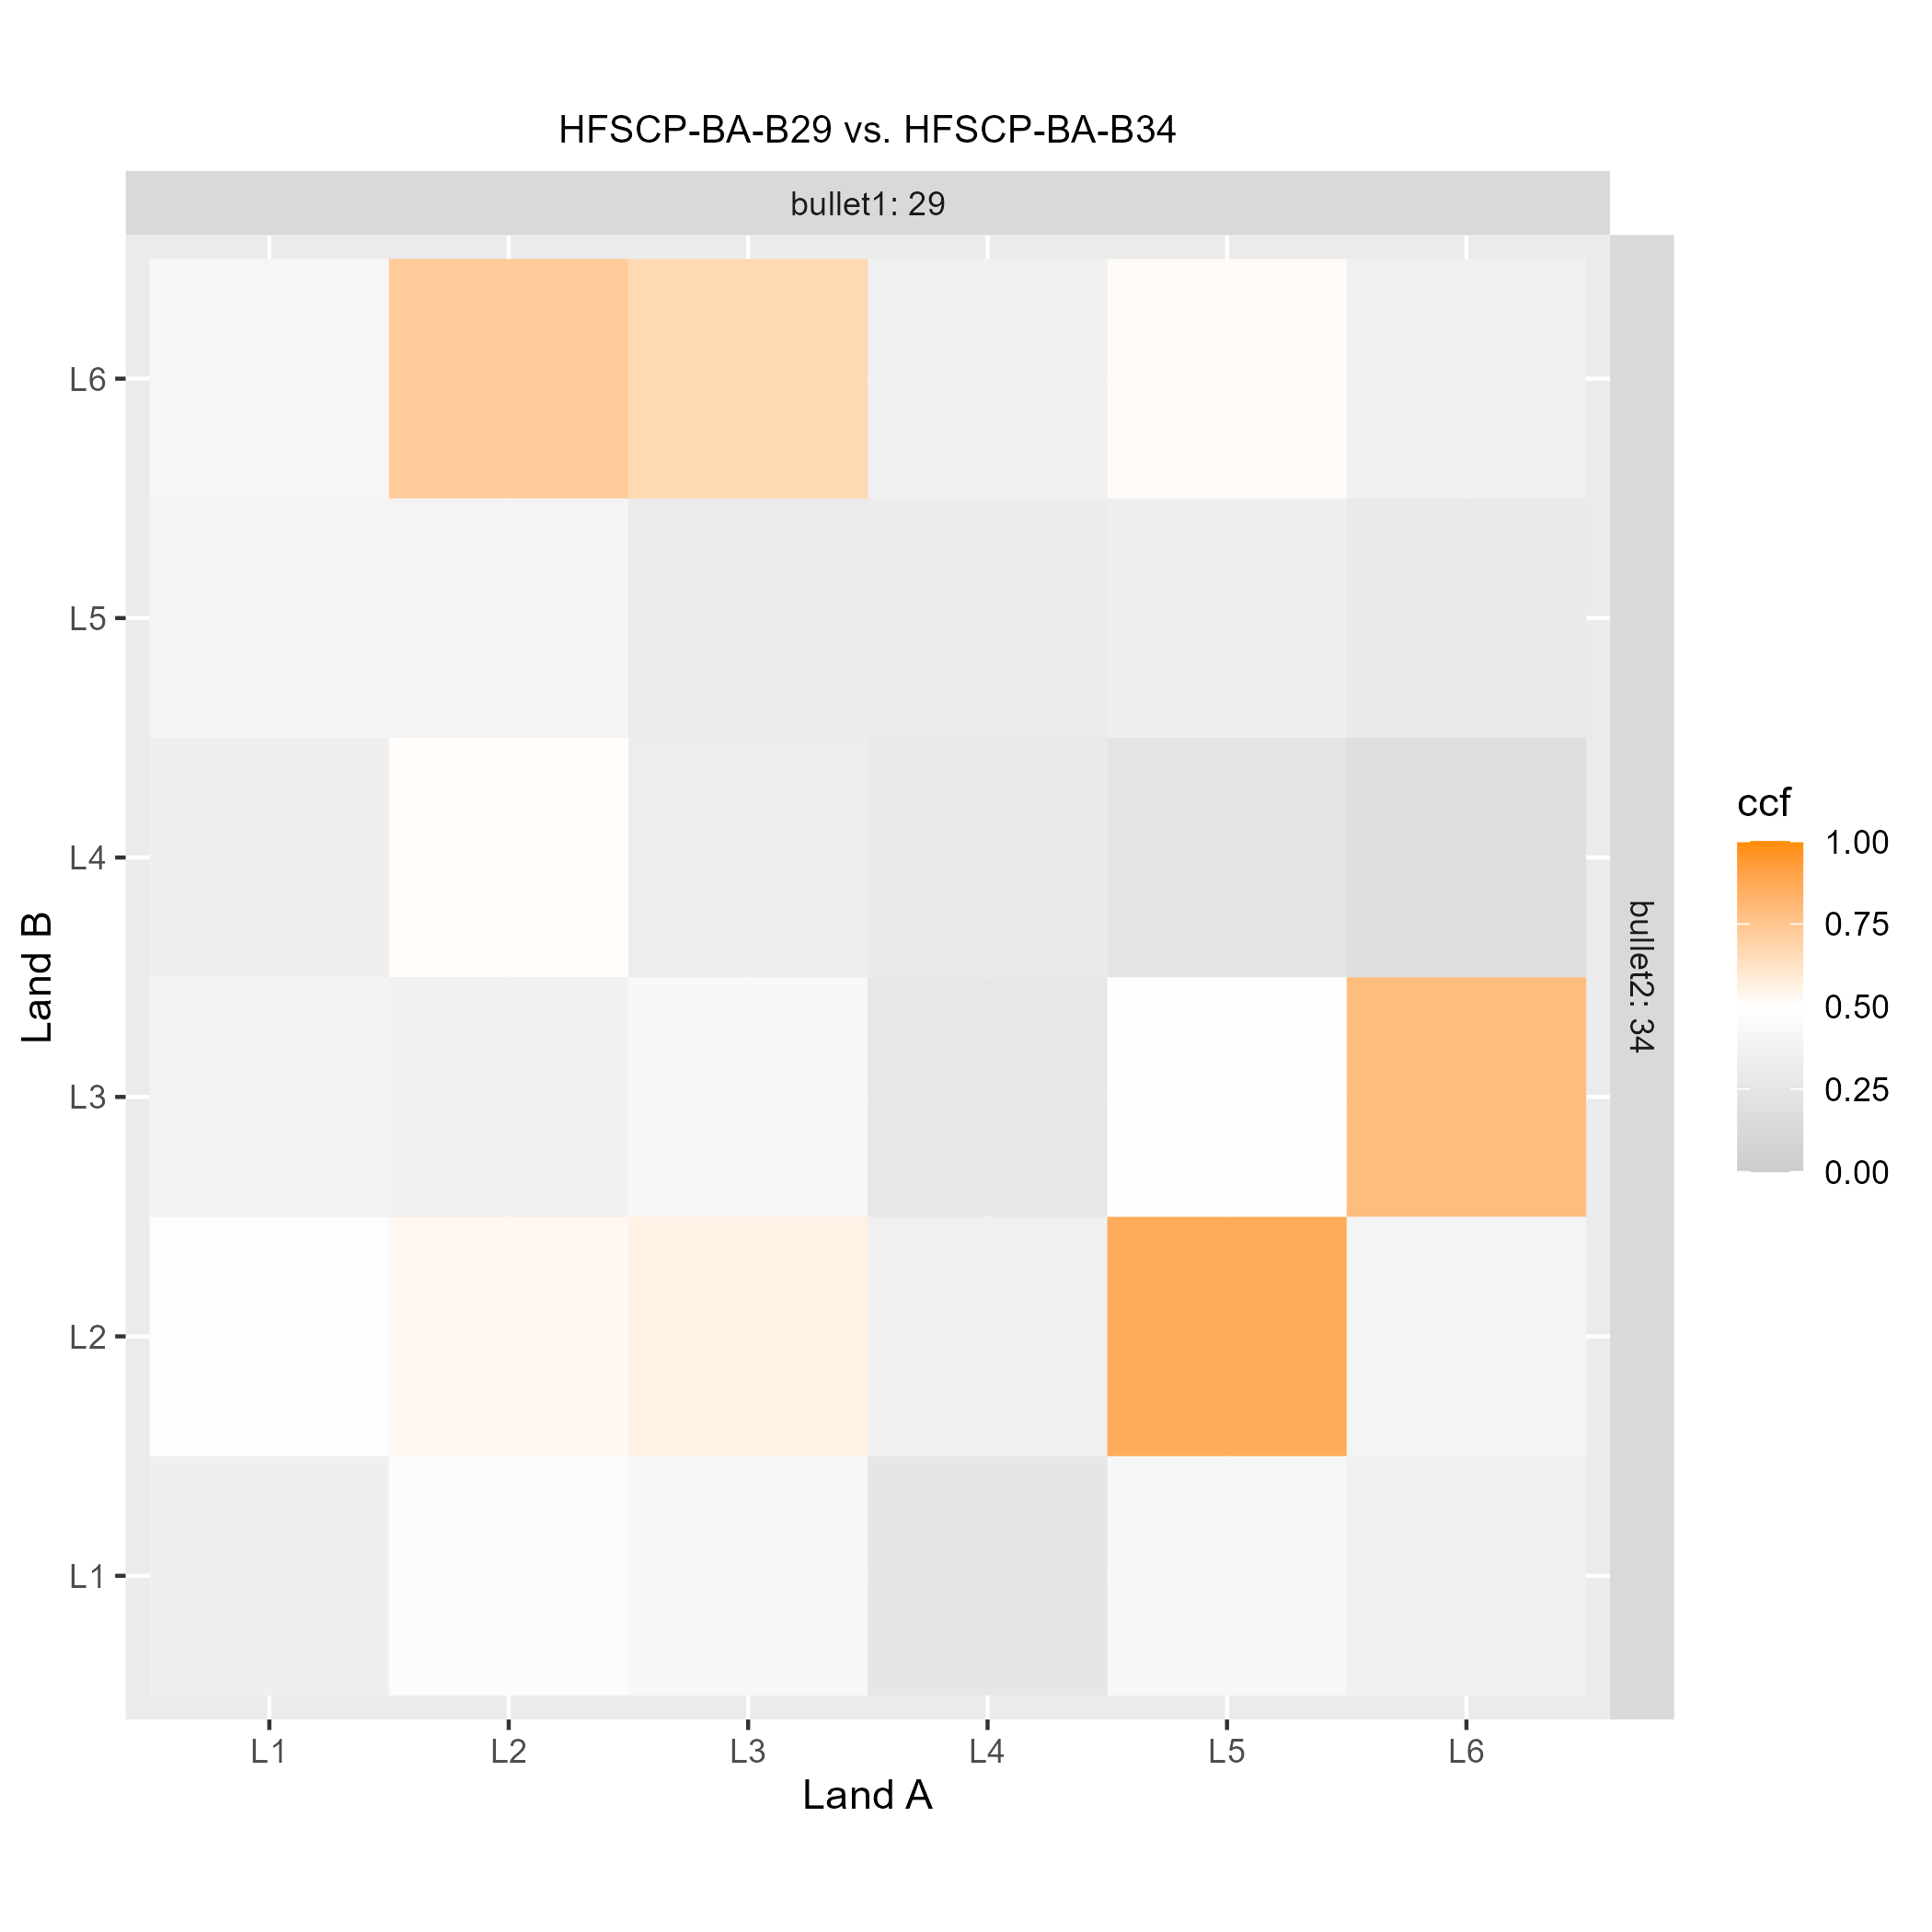 HFSCP-BA-B29 vs. HFSCP-BA-B34
bullet1: 29
L6
L5
L4
L3
L2
L1
Land B
bullet2: 34
L1 L2 L3 L4 L5 L6
Land A
ccf
1.00
0.75
0.50
0.25
0.00